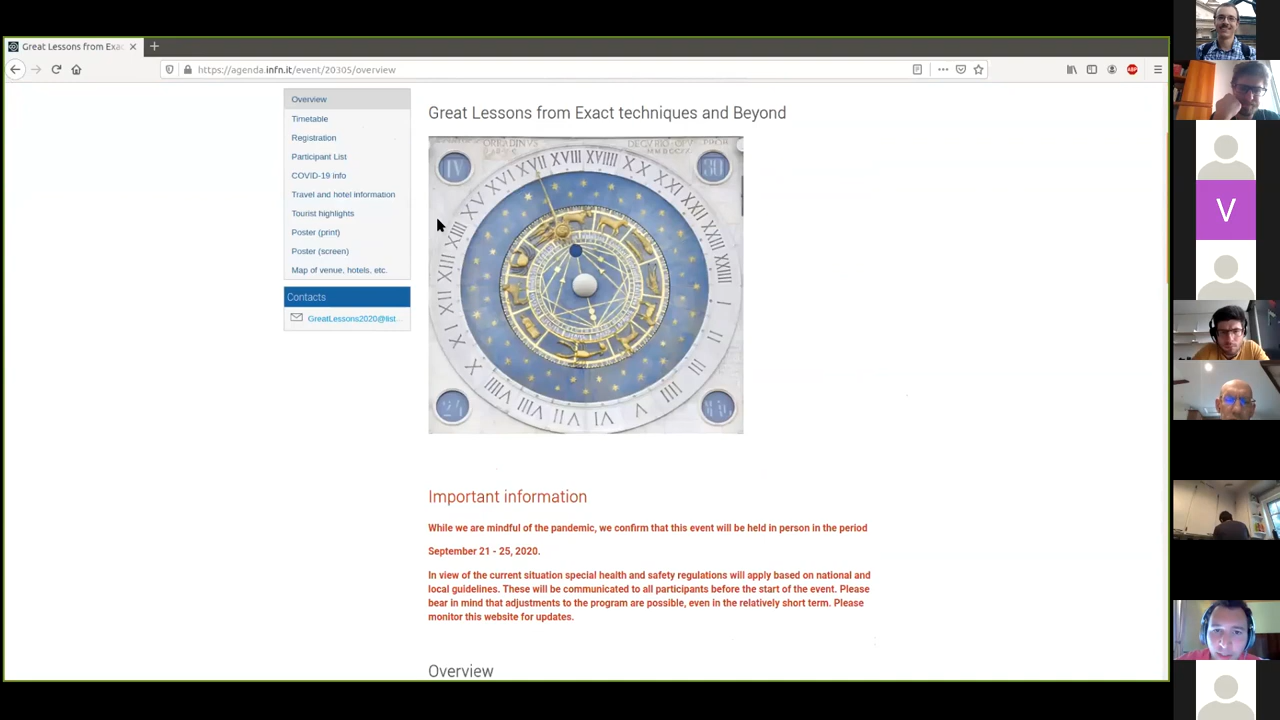 Great Lessons from Exa
https://agenda.infn.it/event/20305/overview
ABP
Overview
Timetable
Registration
Participant List
COVID-19 info
Travel and hotel information
Tourist highlights
Poster (print)
Poster (screen)
Map of venue, hotels, etc.
Contacts
GreatLessons2020@list...
Great Lessons from Exact techniques and Beyond
Important information
While we are mindful of the pandemic, we confirm that this event will be held in person in the period
September 21 - 25, 2020.
In view of the current situation special health and safety regulations will apply based on national and
local guidelines. These will be communicated to all participants before the start of the event. Please
bear in mind that adjustments to the program are possible, even in the relatively short term. Please
monitor this website for updates.
Overview
V